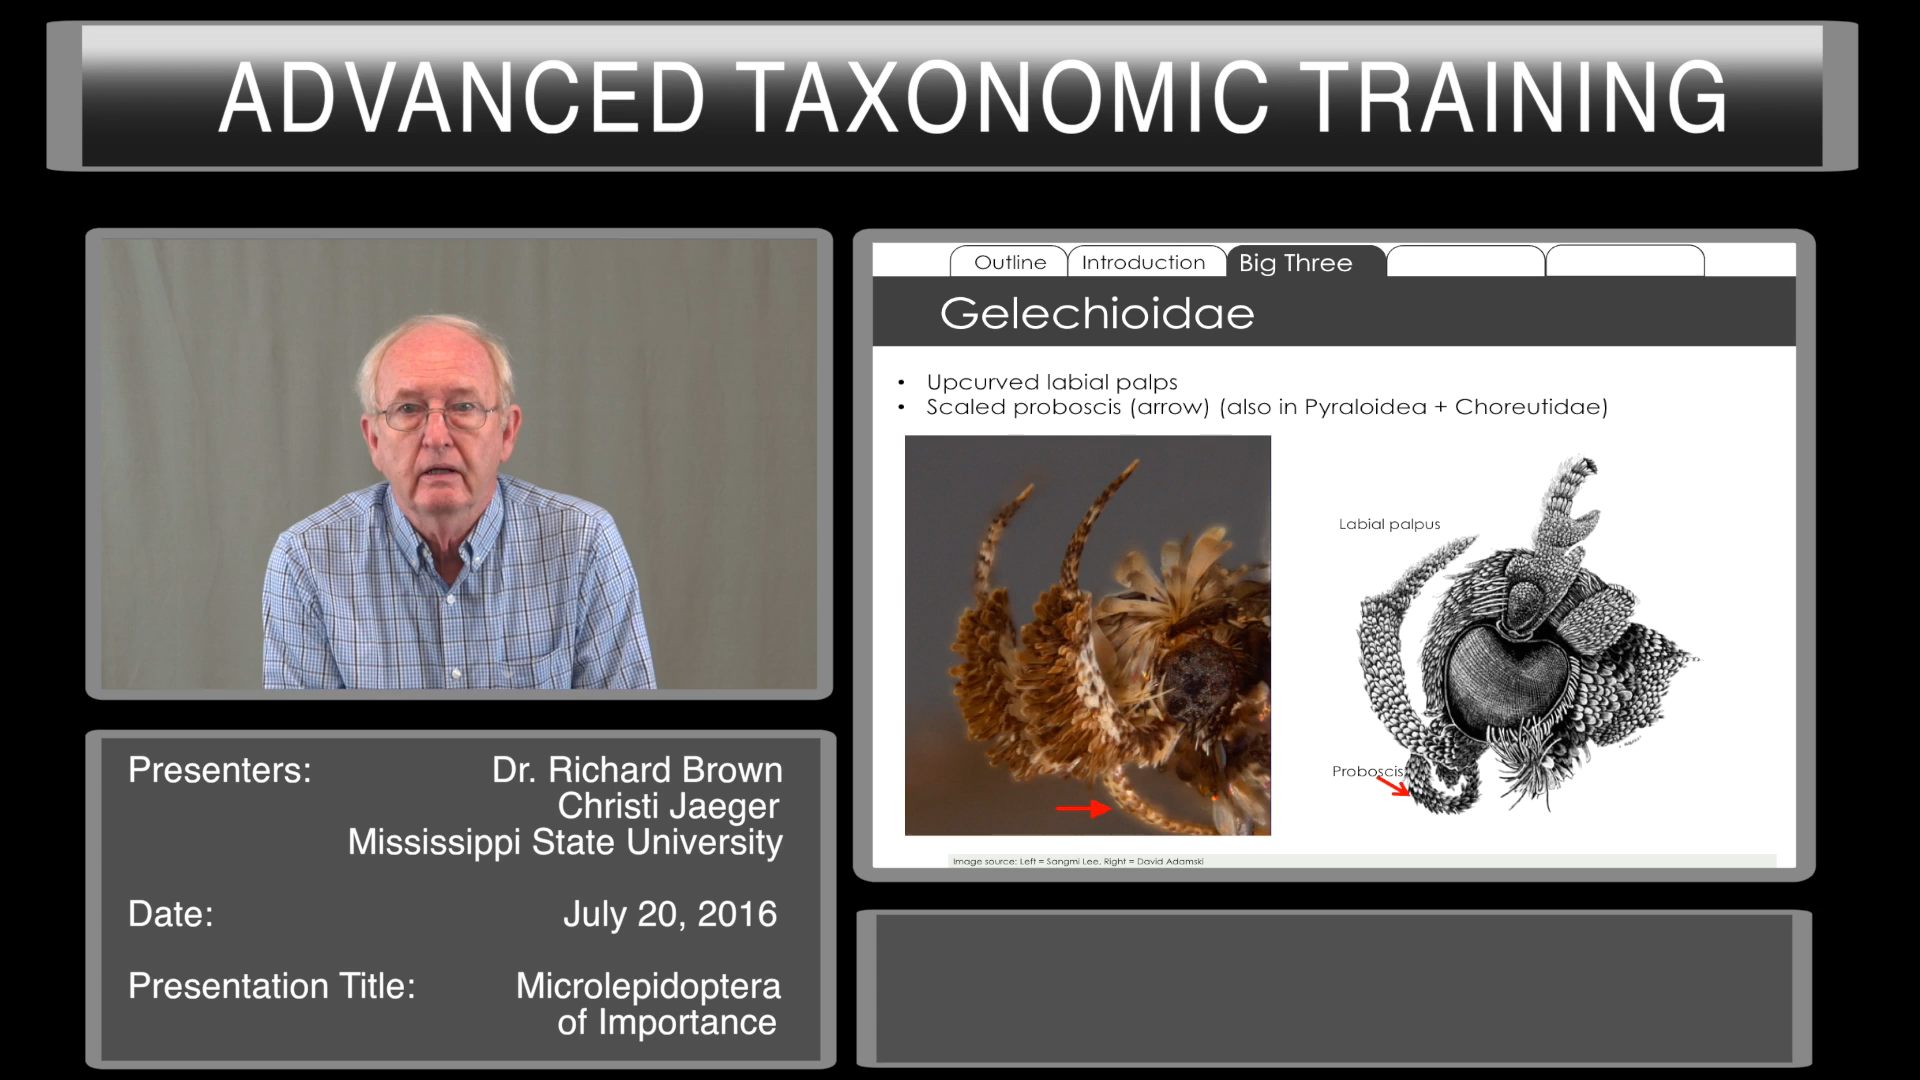 ADVANCED TAXONOMIC TRAINING
Outline
Introduction
Big Three
Gelechioidae
• Upcurved labial palps
• Scaled proboscis (arrow) (also in Pyraloidea + Choreutidae)
Labial palpus
Proboscis
Image source: Left = Sangmi Lee, Right = David Adamski
Presenters: Dr. Richard Brown
Christi Jaeger
Mississippi State University
Date: July 20, 2016
Presentation Title: Microlepidoptera
of Importance